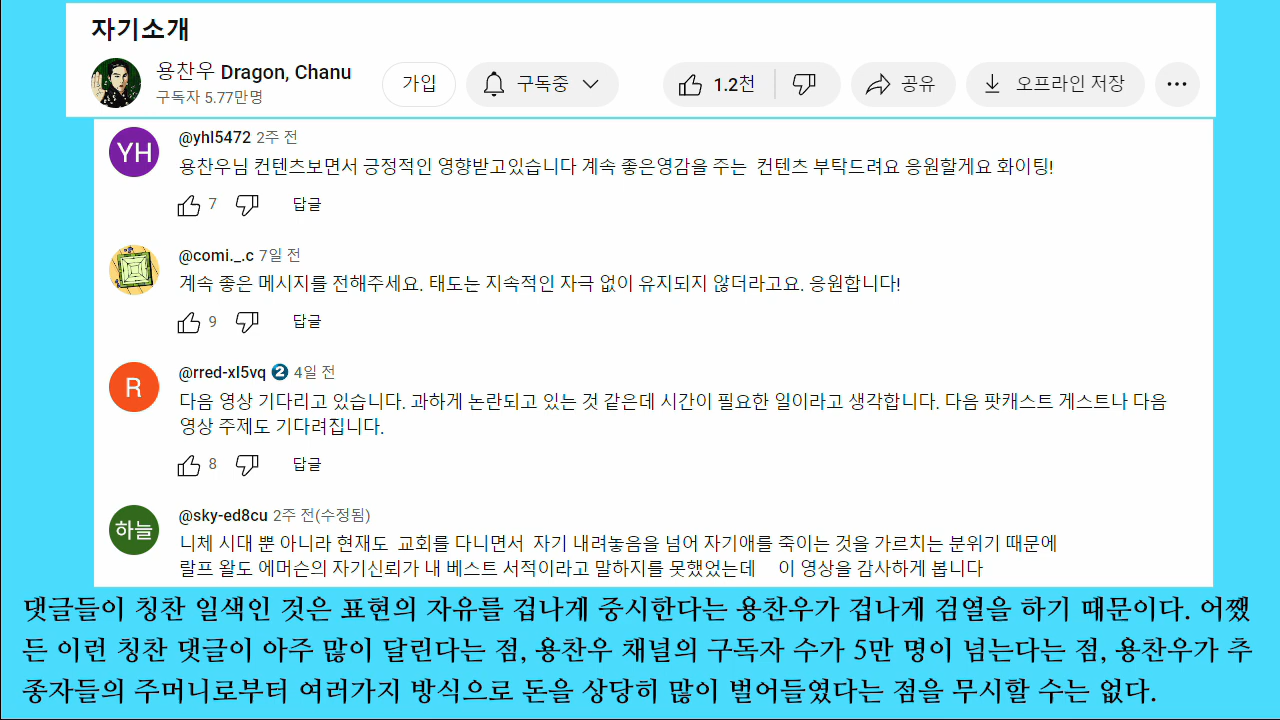 자기소개
용찬우 Dragon, Chanu
구독자 5.77만명
가입
구독중
1.2천
공유
오프라인 저장
YH
@yhl5472 2주 전
용찬우님 컨텐츠보면서 긍정적인 영향받고있습니다 계속 좋은영감을 주는 컨텐츠 부탁드려요 응원할게요 화이팅!
7
답글
@comi._.c 7일 전
계속 좋은 메시지를 전해주세요. 태도는 지속적인 자극 없이 유지되지 않더라고요. 응원합니다!
9
답글
R
@rred-xl5vq 2 4일 전
다음 영상 기다리고 있습니다. 과하게 논란되고 있는 것 같은데 시간이 필요한 일이라고 생각합니다. 다음 팟캐스트 게스트나 다음
영상 주제도 기다려집니다.
8
답글
하늘
@sky-ed8cu 2주 전(수정됨)
니체 시대 뿐 아니라 현재도 교회를 다니면서 자기 내려놓음을 넘어 자기애를 죽이는 것을 가르치는 분위기 때문에
랄프 왈도 에머슨의 자기신뢰가 내 베스트 서적이라고 말하지를 못했었는데 이 영상을 감사하게 봅니다
댓글들이 칭찬 일색인 것은 표현의 자유를 겁나게 중시한다는 용찬우가 겁나게 검열을 하기 때문이다. 어쨌
든 이런 칭찬 댓글이 아주 많이 달린다는 점, 용찬우 채널의 구독자 수가 5만 명이 넘는다는 점, 용찬우가 추
종자들의 주머니로부터 여러가지 방식으로 돈을 상당히 많이 벌어들였다는 점을 무시할 수는 없다.